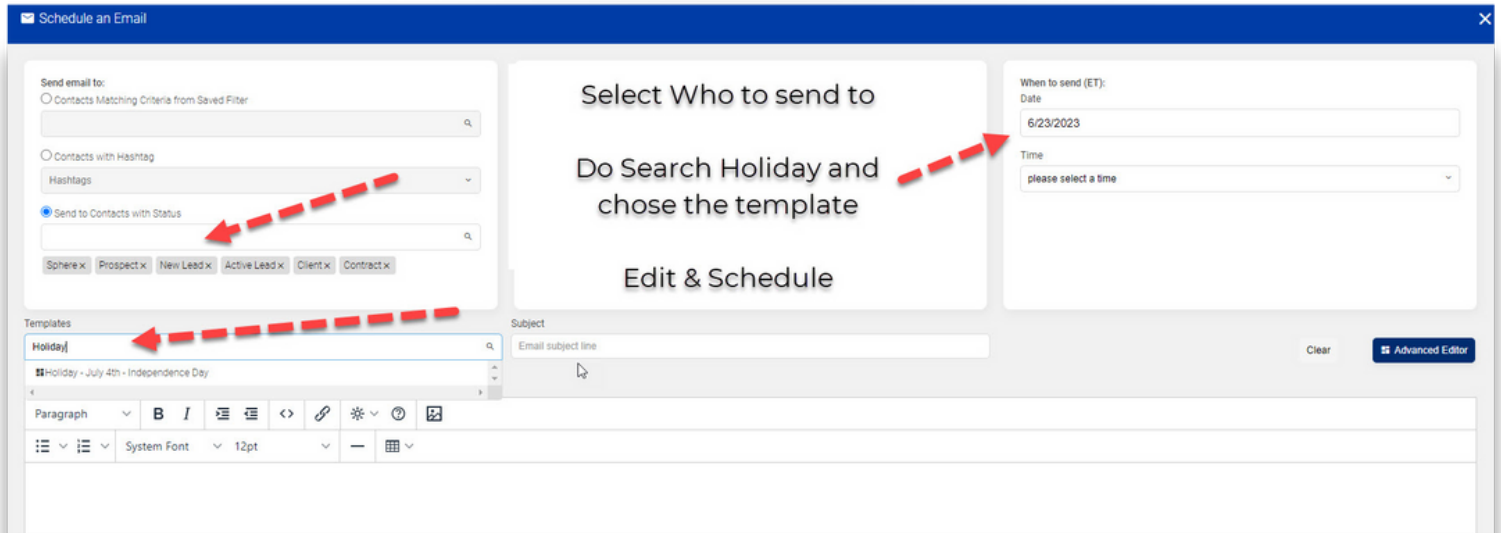 Schedule an Email
Send email to:
Contacts Matching Criteria from Saved Filter
Contacts with Hashtag
Hashtags
Send to Contacts with Status
Sphere x Prospect x New Lead x Active Lead x Client x Contract x
Select Who to send to
Do Search Holiday and
chose the template
Edit & Schedule
When to send (ET):
Date
6/23/2023
Time
please select a time
Templates
Holiday
Holiday - July 4th - Independence Day
Subject
Email subject line
Clear
Advanced Editor
Paragraph B I
System Font 12pt